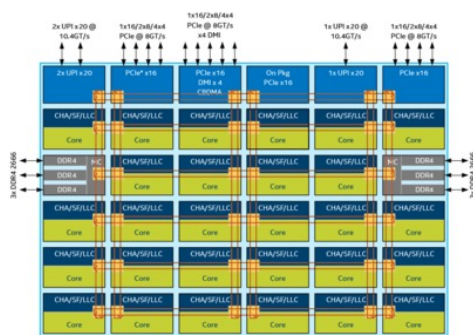 2x UPI x20 @
10.4GT/s
1x16/2x8/4x4
PCIe @ 8GT/s
1x16/2x8/4x4
PCIe @ 8GT/s
x4 DMI
1x UPI x20 @
10.4GT/s
1x16/2x8/4x4
PCIe @ 8GT/s
2x UPI x20
PCIe* x16
PCIe x16
DMI x 4
CBDMA
On Pkg
PCIe x16
1x UPI x20
PCIe x16
CHA/SF/LLC
CHA/SF/LLC
CHA/SF/LLC
CHA/SF/LLC
CHA/SF/LLC
CHA/SF/LLC
Core
Core
Core
Core
Core
Core
3x DDR4 2666
DDR4
DDR4
DDR4
MC
CHA/SF/LLC
CHA/SF/LLC
CHA/SF/LLC
CHA/SF/LLC
Core
Core
Core
Core
MC
DDR4
DDR4
DDR4
3x DDR4 2666
CHA/SF/LLC
CHA/SF/LLC
CHA/SF/LLC
CHA/SF/LLC
CHA/SF/LLC
CHA/SF/LLC
Core
Core
Core
Core
Core
Core
CHA/SF/LLC
CHA/SF/LLC
CHA/SF/LLC
CHA/SF/LLC
CHA/SF/LLC
CHA/SF/LLC
Core
Core
Core
Core
Core
Core
CHA/SF/LLC
CHA/SF/LLC
CHA/SF/LLC
CHA/SF/LLC
CHA/SF/LLC
CHA/SF/LLC
Core
Core
Core
Core
Core
Core